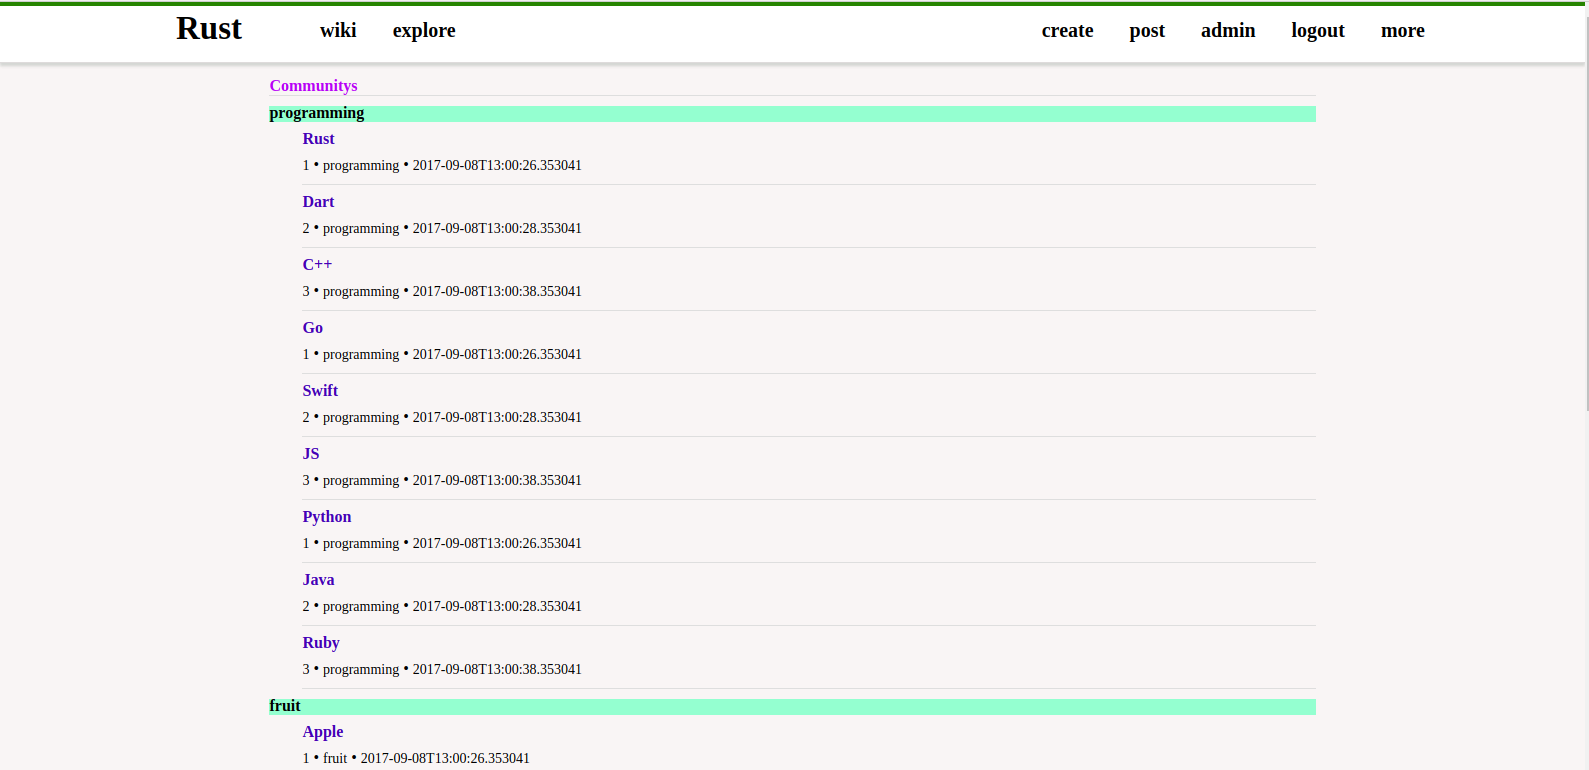 Rust wiki explore create post admin logout more
Communitys
programming
Rust
1 • programming • 2017-09-08T13:00:26.353041
Dart
2 • programming • 2017-09-08T13:00:28.353041
C++
3 • programming • 2017-09-08T13:00:38.353041
Go
1 • programming • 2017-09-08T13:00:26.353041
Swift
2 • programming • 2017-09-08T13:00:28.353041
JS
3 • programming • 2017-09-08T13:00:38.353041
Python
1 • programming • 2017-09-08T13:00:26.353041
Java
2 • programming • 2017-09-08T13:00:28.353041
Ruby
3 • programming • 2017-09-08T13:00:38.353041
fruit
Apple
1 • fruit • 2017-09-08T13:00:26.353041